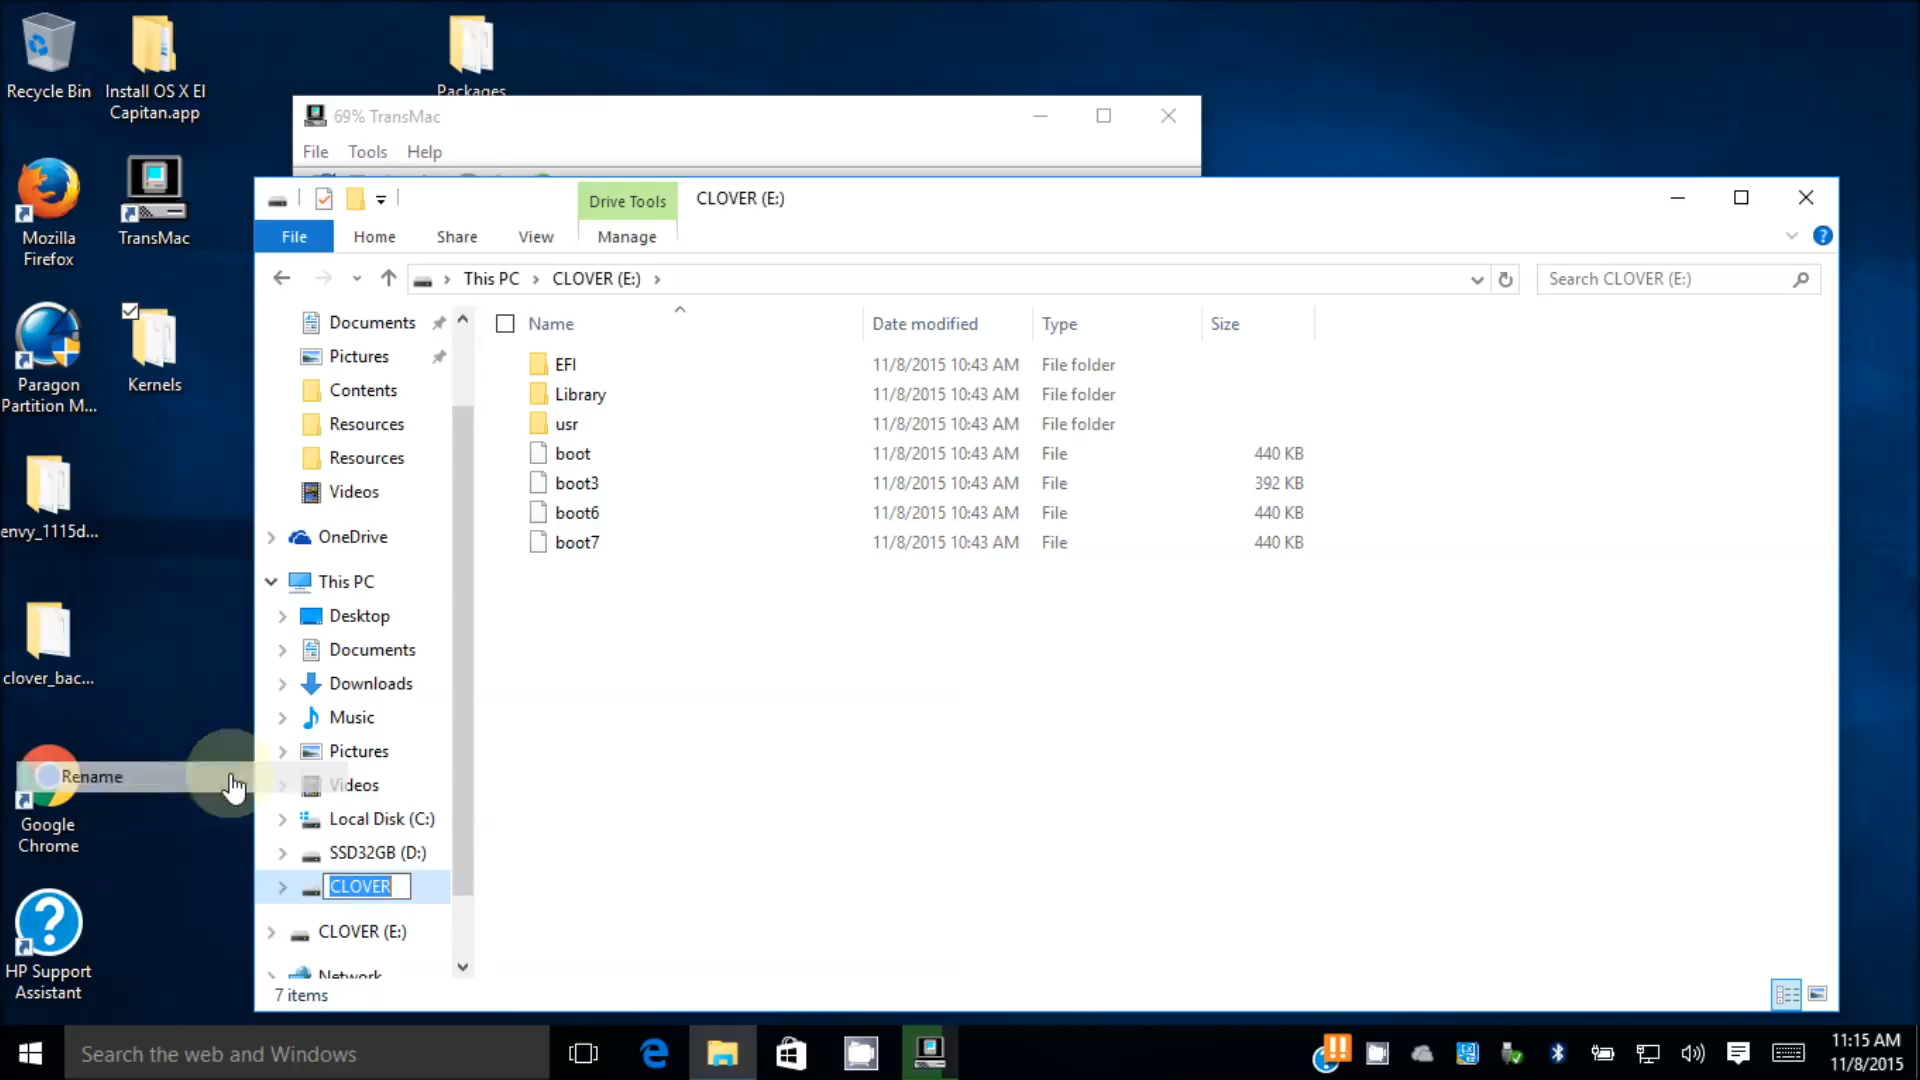 Recycle Bin
Install OS X El
Capitan.app
Packages
Mozilla
Firefox
TransMac
Paragon
Partition M...
Kernels
envy_1115d...
clover_bac...
Google
Chrome
HP Support
Assistant
Rename
69% TransMac
File Tools Help
Drive Tools
CLOVER (E:)
File Home Share View Manage
This PC
CLOVER (E:)
Search CLOVER (E:)
Documents
Pictures
Contents
Resources
Resources
Videos
OneDrive
This PC
Desktop
Documents
Downloads
Music
Pictures
Videos
Local Disk (C:)
SSD32GB (D:)
CLOVER
CLOVER (E:)
Network
Name Date modified Type Size
EFI 11/8/2015 10:43 AM File folder
Library 11/8/2015 10:43 AM File folder
usr 11/8/2015 10:43 AM File folder
boot 11/8/2015 10:43 AM File 440 KB
boot3 11/8/2015 10:43 AM File 392 KB
boot6 11/8/2015 10:43 AM File 440 KB
boot7 11/8/2015 10:43 AM File 440 KB
7 items
Search the web and Windows
11:15 AM
11/8/2015